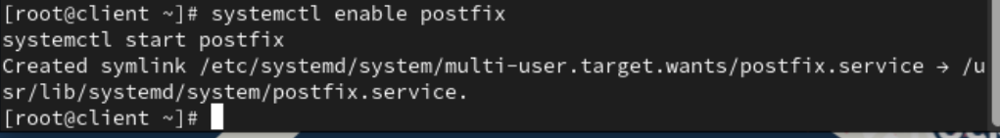 [root@client ~]# systemctl enable postfix
systemctl start postfix
Created symlink /etc/systemd/system/multi-user.target.wants/postfix.service → /u
sr/lib/systemd/system/postfix.service.
[root@client ~]#